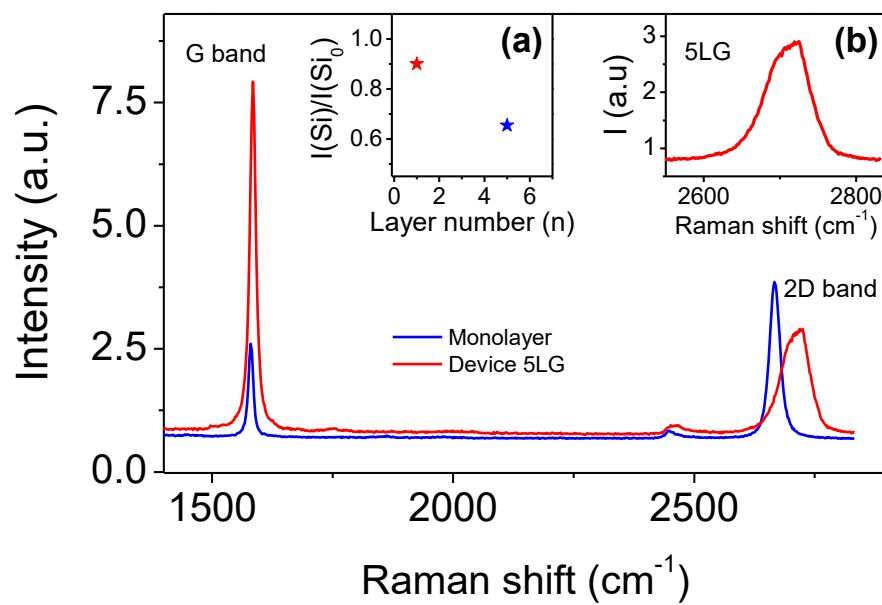 G band
1.0
0.8
0.6
I(Si)/I(Si₀)
(a)
0 2 4 6
Layer number (n)
5LG
(b)
3
2
1
I (a.u)
2600 2800
Raman shift (cm⁻¹)
7.5
5.0
2.5
0.0
Intensity (a.u.)
2D band
Monolayer
Device 5LG
1500 2000 2500
Raman shift (cm⁻¹)